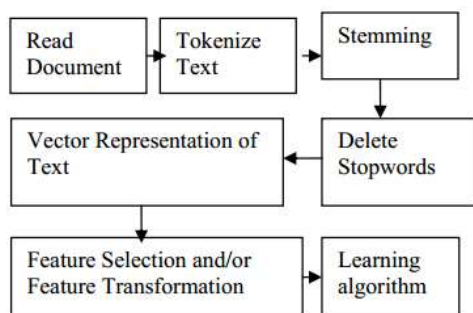 Read
Document
Tokenize
Text
Stemming
Delete
Stopwords
Vector Representation of
Text
Feature Selection and/or
Feature Transformation
Learning
algorithm